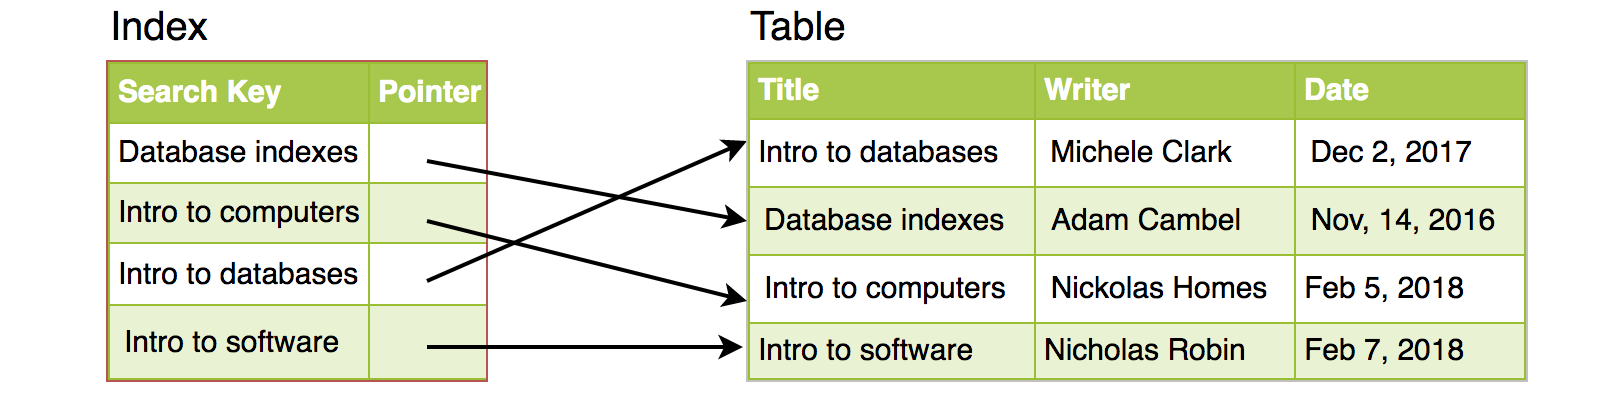 Index
Search Key Pointer
Database indexes
Intro to computers
Intro to databases
Intro to software
Table
Title Writer Date
Intro to databases Michele Clark Dec 2, 2017
Database indexes Adam Cambel Nov, 14, 2016
Intro to computers Nickolas Homes Feb 5, 2018
Intro to software Nicholas Robin Feb 7, 2018